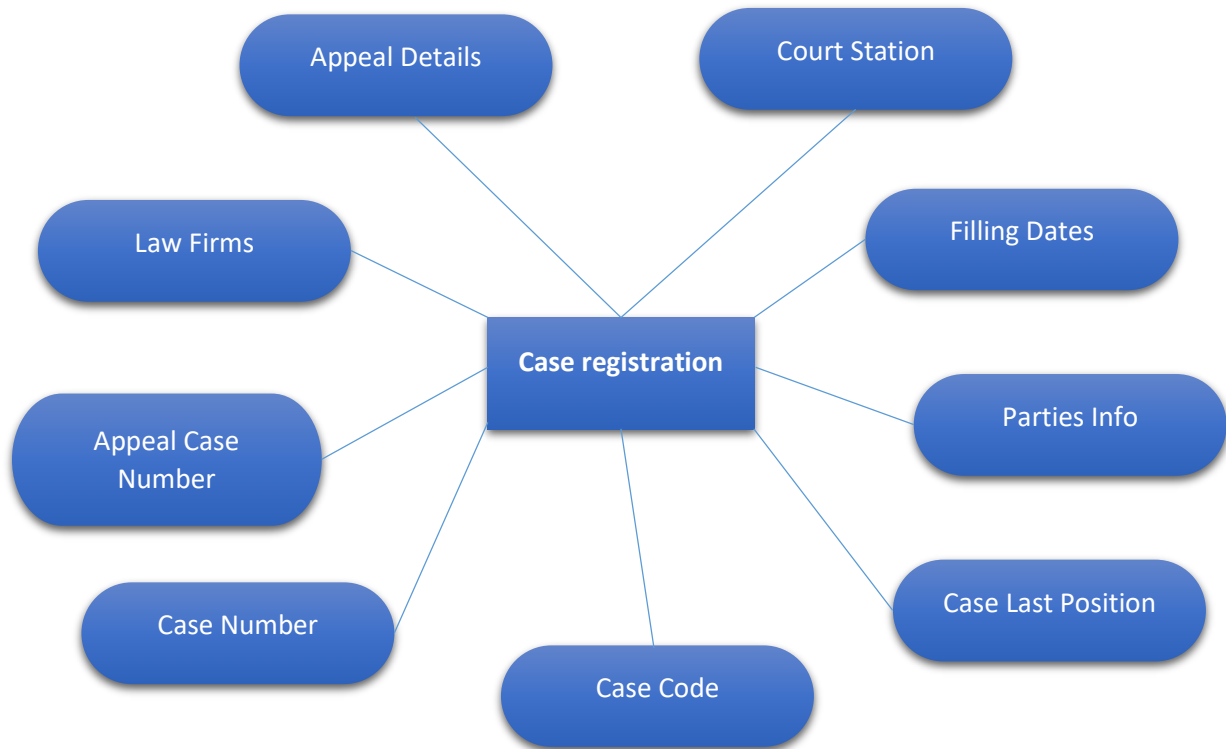 Appeal Details
Court Station
Law Firms
Filling Dates
Case registration
Appeal Case
Number
Parties Info
Case Number
Case Last Position
Case Code